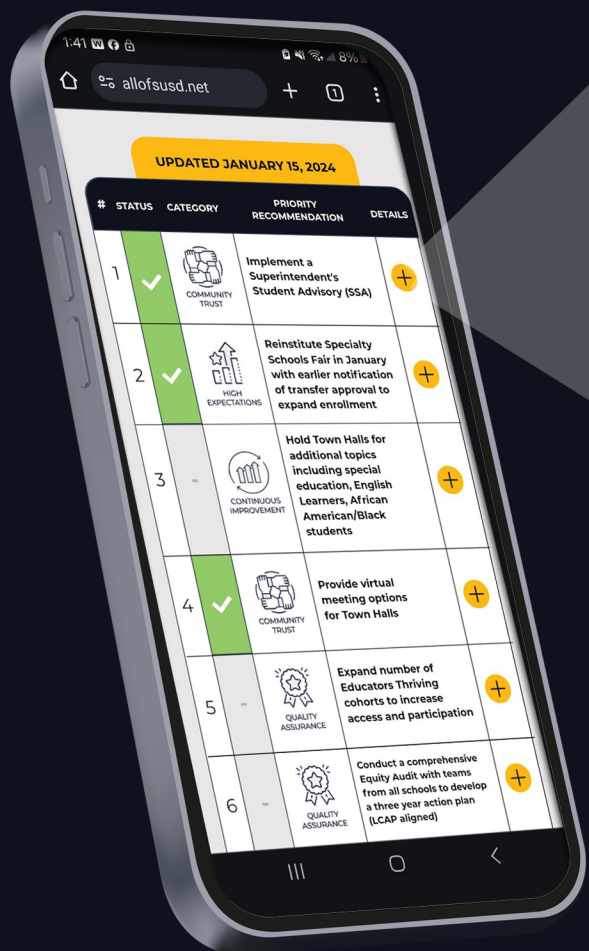 1:41
8%
allofsusd.net
1
UPDATED JANUARY 15, 2024
# STATUS CATEGORY PRIORITY RECOMMENDATION DETAILS
1
COMMUNITY
TRUST
Implement a
Superintendent's
Student Advisory (SSA)
2
HIGH
EXPECTATIONS
Reinstitute Specialty
Schools Fair in January
with earlier notification
of transfer approval to
expand enrollment
3
-
CONTINUOUS
IMPROVEMENT
Hold Town Halls for
additional topics
including special
education, English
Learners, African
American/Black
students
4
COMMUNITY
TRUST
Provide virtual
meeting options
for Town Halls
5
-
QUALITY
ASSURANCE
Expand number of
Educators Thriving
cohorts to increase
access and participation
6
-
QUALITY
ASSURANCE
Conduct a comprehensive
Equity Audit with teams
from all schools to develop
a three year action plan
(LCAP aligned)